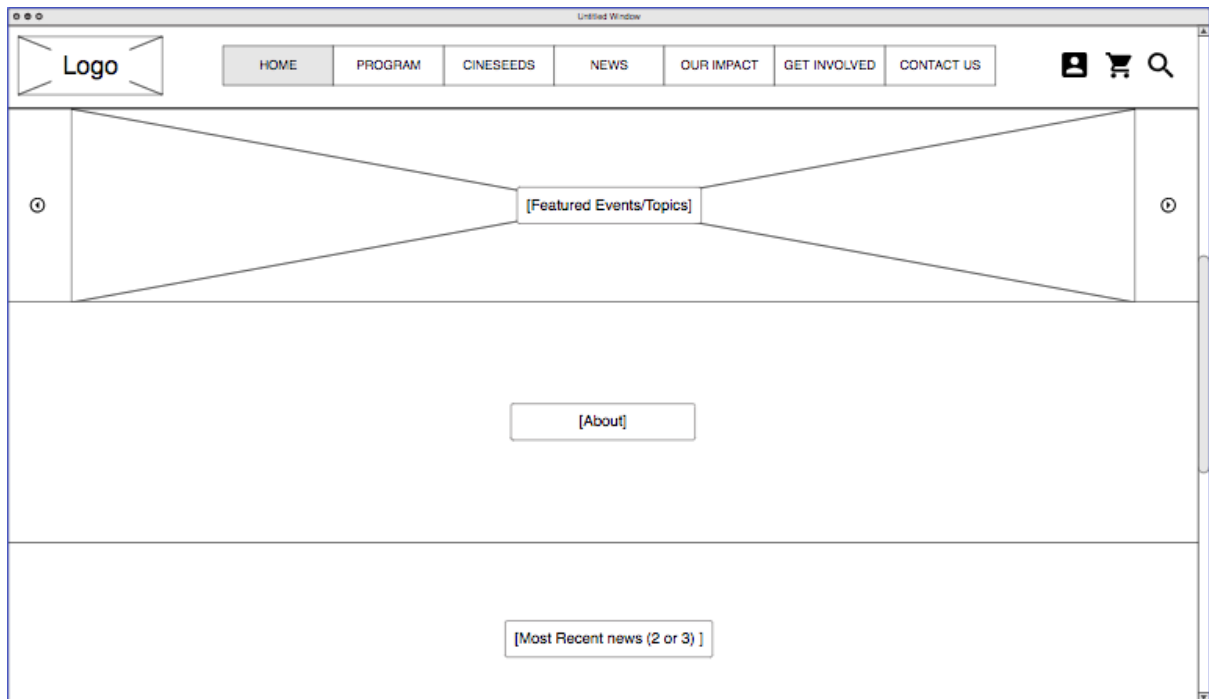 Untitled Window
Logo
HOME PROGRAM CINESEEDS NEWS OUR IMPACT GET INVOLVED CONTACT US
[Featured Events/Topics]
[About]
[Most Recent news (2 or 3) ]